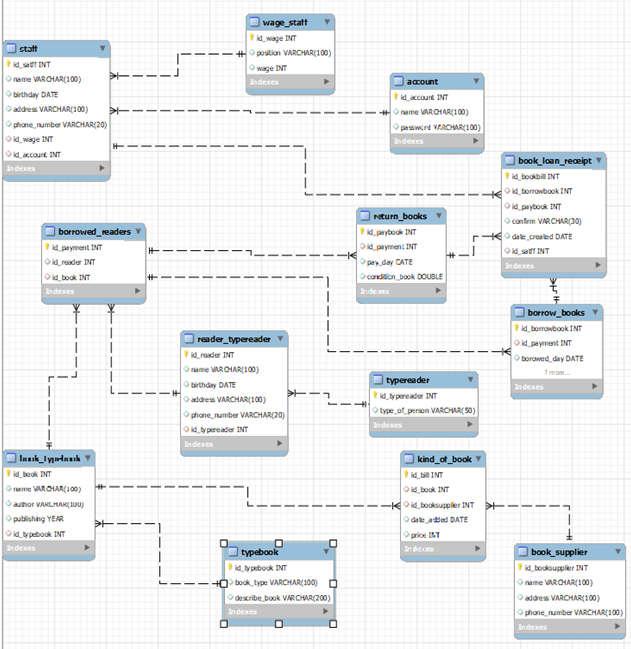 wage_staff
id_wage INT
position VARCHAR(100)
wage INT
Indexes
staff
id_satff INT
name VARCHAR(100)
birthday DATE
address VARCHAR(100)
phone_number VARCHAR(20)
id_wage INT
id_account INT
Indexes
account
id_account INT
name VARCHAR(100)
password VARCHAR(100)
Indexes
book_loan_receipt
id_bookbill INT
id_borrowbook INT
id_paybook INT
confirm VARCHAR(30)
date_created DATE
id_satff INT
Indexes
return_books
id_paybook INT
id_payment INT
pay_day DATE
condition_book DOUBLE
Indexes
borrowed_readers
id_payment INT
id_reader INT
id_book INT
Indexes
borrow_books
id_borrowbook INT
id_payment INT
borowed_day DATE
1 more...
Indexes
reader_typereader
id_reader INT
name VARCHAR(100)
birthday DATE
address VARCHAR(100)
phone_number VARCHAR(20)
id_typereader INT
Indexes
typereader
id_typereader INT
type_of_person VARCHAR(50)
Indexes
book_typebook
id_book INT
name VARCHAR(100)
author VARCHAR(100)
publishing YEAR
id_typebook INT
Indexes
kind_of_book
id_bill INT
id_book INT
id_booksupplier INT
date_added DATE
price INT
Indexes
typebook
id_typebook INT
book_type VARCHAR(100)
describe_book VARCHAR(200)
Indexes
book_supplier
id_booksupplier INT
name VARCHAR(100)
address VARCHAR(100)
phone_number VARCHAR(100)
Indexes